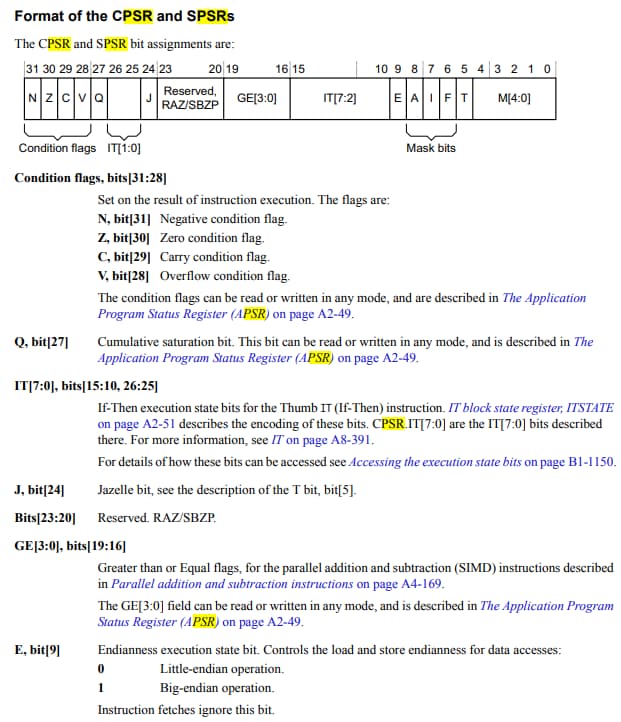 Format of the CPSR and SPSRs
The CPSR and SPSR bit assignments are:
31 30 29 28 27 26 25 24 23 20 19 16 15 10 9 8 7 6 5 4 3 2 1 0
N Z C V Q J Reserved, RAZ/SBZP GE[3:0] IT[7:2] E A I F T M[4:0]
Condition flags IT[1:0] Mask bits
Condition flags, bits[31:28]
Set on the result of instruction execution. The flags are:
N, bit[31] Negative condition flag.
Z, bit[30] Zero condition flag.
C, bit[29] Carry condition flag.
V, bit[28] Overflow condition flag.
The condition flags can be read or written in any mode, and are described in The Application
Program Status Register (APSR) on page A2-49.
Q, bit[27] Cumulative saturation bit. This bit can be read or written in any mode, and is described in The
Application Program Status Register (APSR) on page A2-49.
IT[7:0], bits[15:10, 26:25]
If-Then execution state bits for the Thumb IT (If-Then) instruction. IT block state register, ITSTATE
on page A2-51 describes the encoding of these bits. CPSR.IT[7:0] are the IT[7:0] bits described
there. For more information, see IT on page A8-391.
For details of how these bits can be accessed see Accessing the execution state bits on page B1-1150.
J, bit[24] Jazelle bit, see the description of the T bit, bit[5].
Bits[23:20] Reserved. RAZ/SBZP.
GE[3:0], bits[19:16]
Greater than or Equal flags, for the parallel addition and subtraction (SIMD) instructions described
in Parallel addition and subtraction instructions on page A4-169.
The GE[3:0] field can be read or written in any mode, and is described in The Application Program
Status Register (APSR) on page A2-49.
E, bit[9] Endianness execution state bit. Controls the load and store endianness for data accesses:
0 Little-endian operation.
1 Big-endian operation.
Instruction fetches ignore this bit.